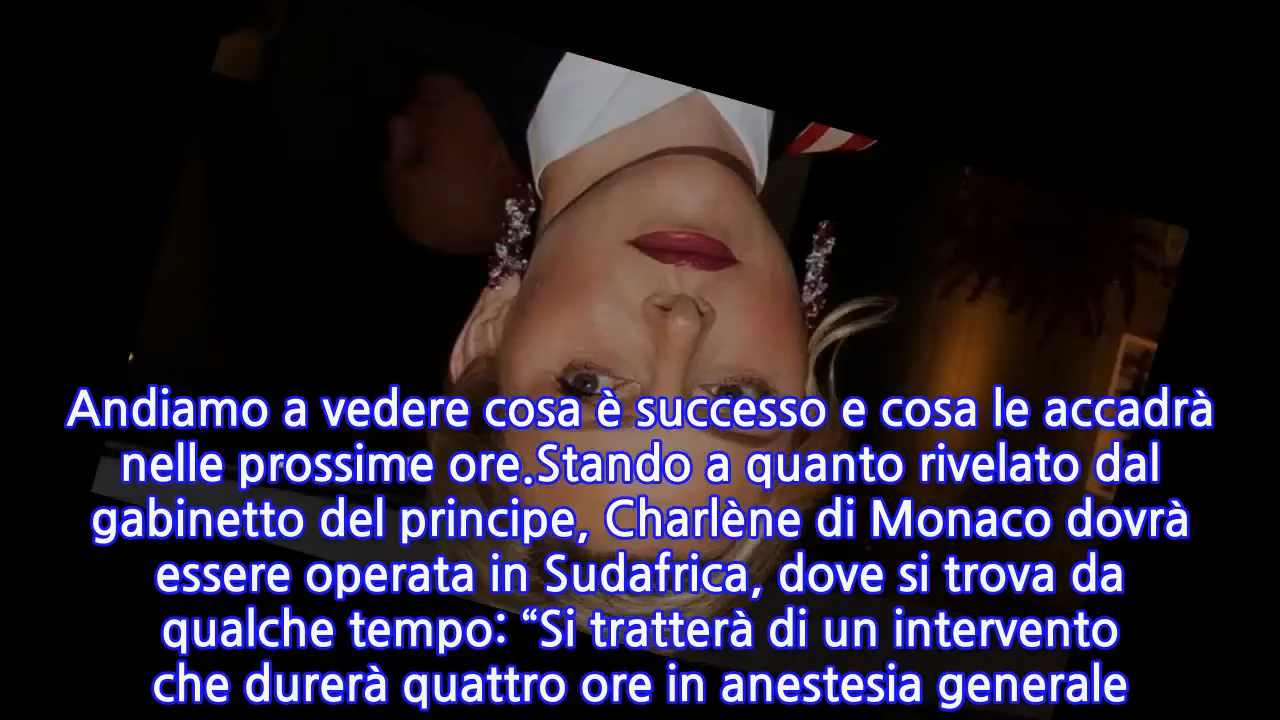 Andiamo a vedere cosa è successo e cosa le accadrà
nelle prossime ore.Stando a quanto rivelato dal
gabinetto del principe, Charlène di Monaco dovrà
essere operata in Sudafrica, dove si trova da
qualche tempo: “Si tratterà di un intervento
che durerà quattro ore in anestesia generale